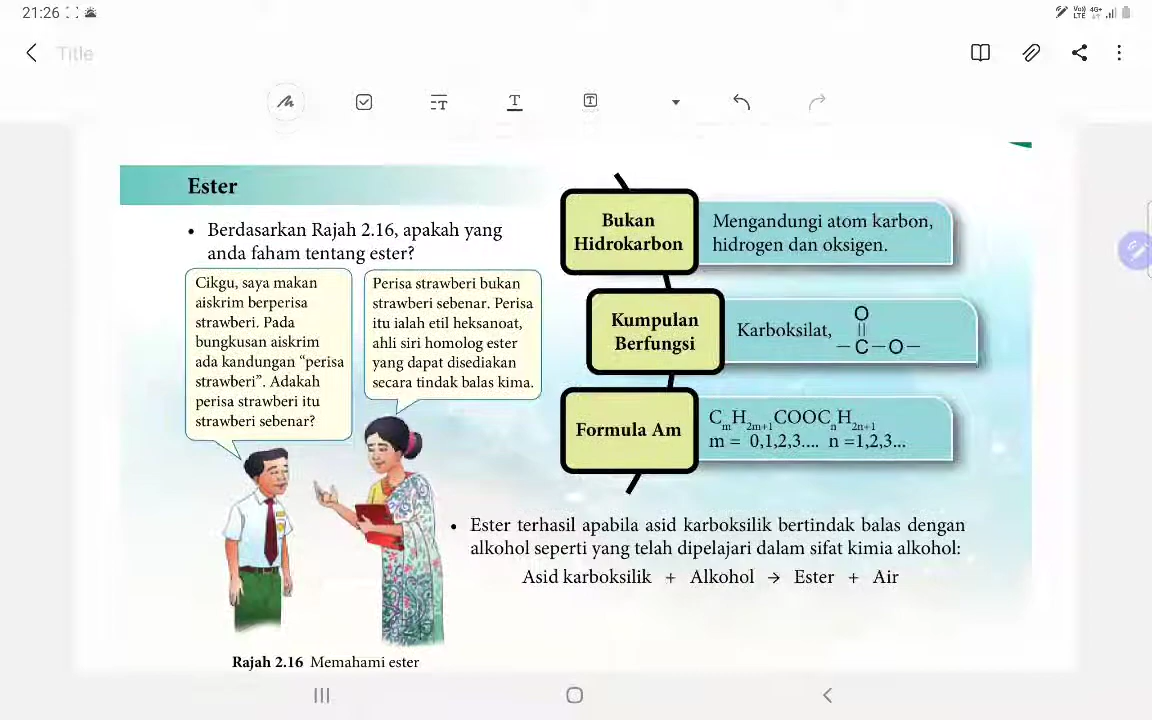 21:26
Vo)) 4G+
LTE
Title
T
T
T
Ester
• Berdasarkan Rajah 2.16, apakah yang
anda faham tentang ester?
Cikgu, saya makan
aiskrim berperisa
strawberi. Pada
bungkusan aiskrim
ada kandungan “perisa
strawberi”. Adakah
perisa strawberi itu
strawberi sebenar?
Perisa strawberi bukan
strawberi sebenar. Perisa
itu ialah etil heksanoat,
ahli siri homolog ester
yang dapat disediakan
secara tindak balas kima.
Rajah 2.16 Memahami ester
Bukan
Hidrokarbon
Mengandungi atom karbon,
hidrogen dan oksigen.
Kumpulan
Berfungsi
Karboksilat,
O
||
–C–O–
Formula Am
CₘH₂ₘ₊₁COOCₙH₂ₙ₊₁
m = 0,1,2,3.... n =1,2,3...
• Ester terhasil apabila asid karboksilik bertindak balas dengan
alkohol seperti yang telah dipelajari dalam sifat kimia alkohol:
Asid karboksilik + Alkohol → Ester + Air